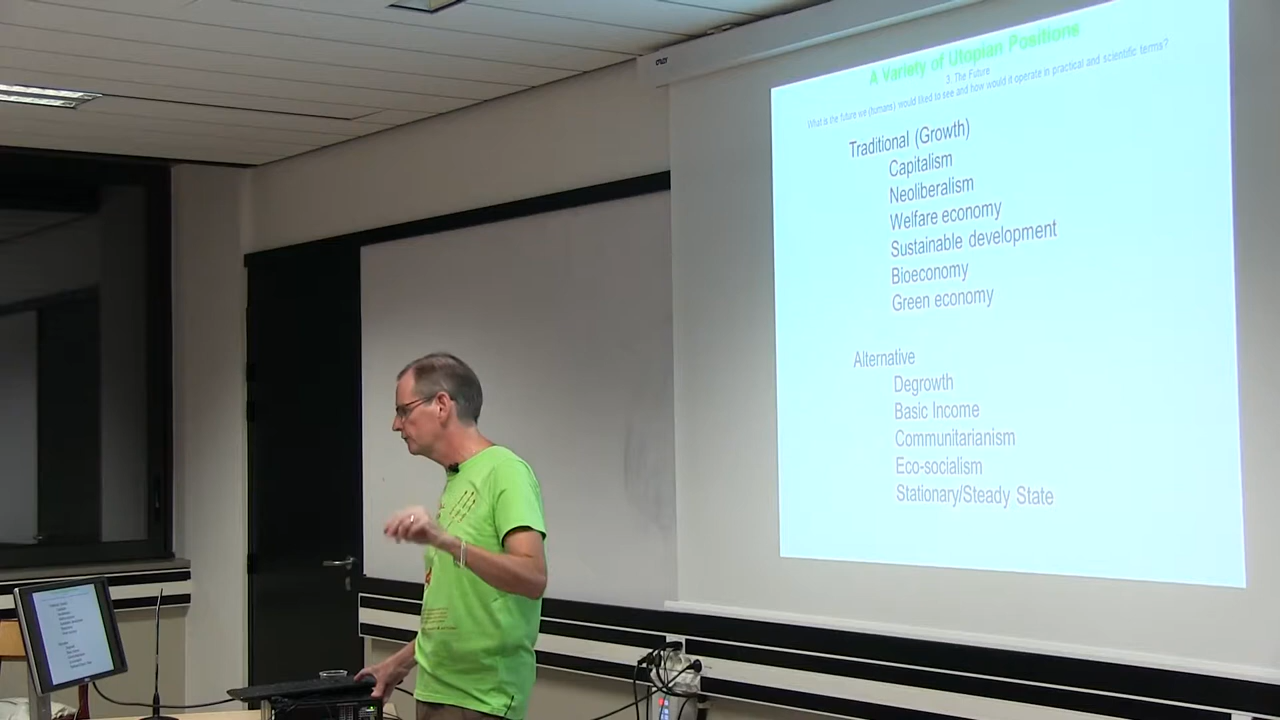 A Variety of Utopian Positions
3. The Future
What is the future we (humans) would liked to see and how would it operate in practical and scientific terms?
Traditional (Growth)
Capitalism
Neoliberalism
Welfare economy
Sustainable development
Bioeconomy
Green economy
Alternative
Degrowth
Basic Income
Communitarianism
Eco-socialism
Stationary/Steady State